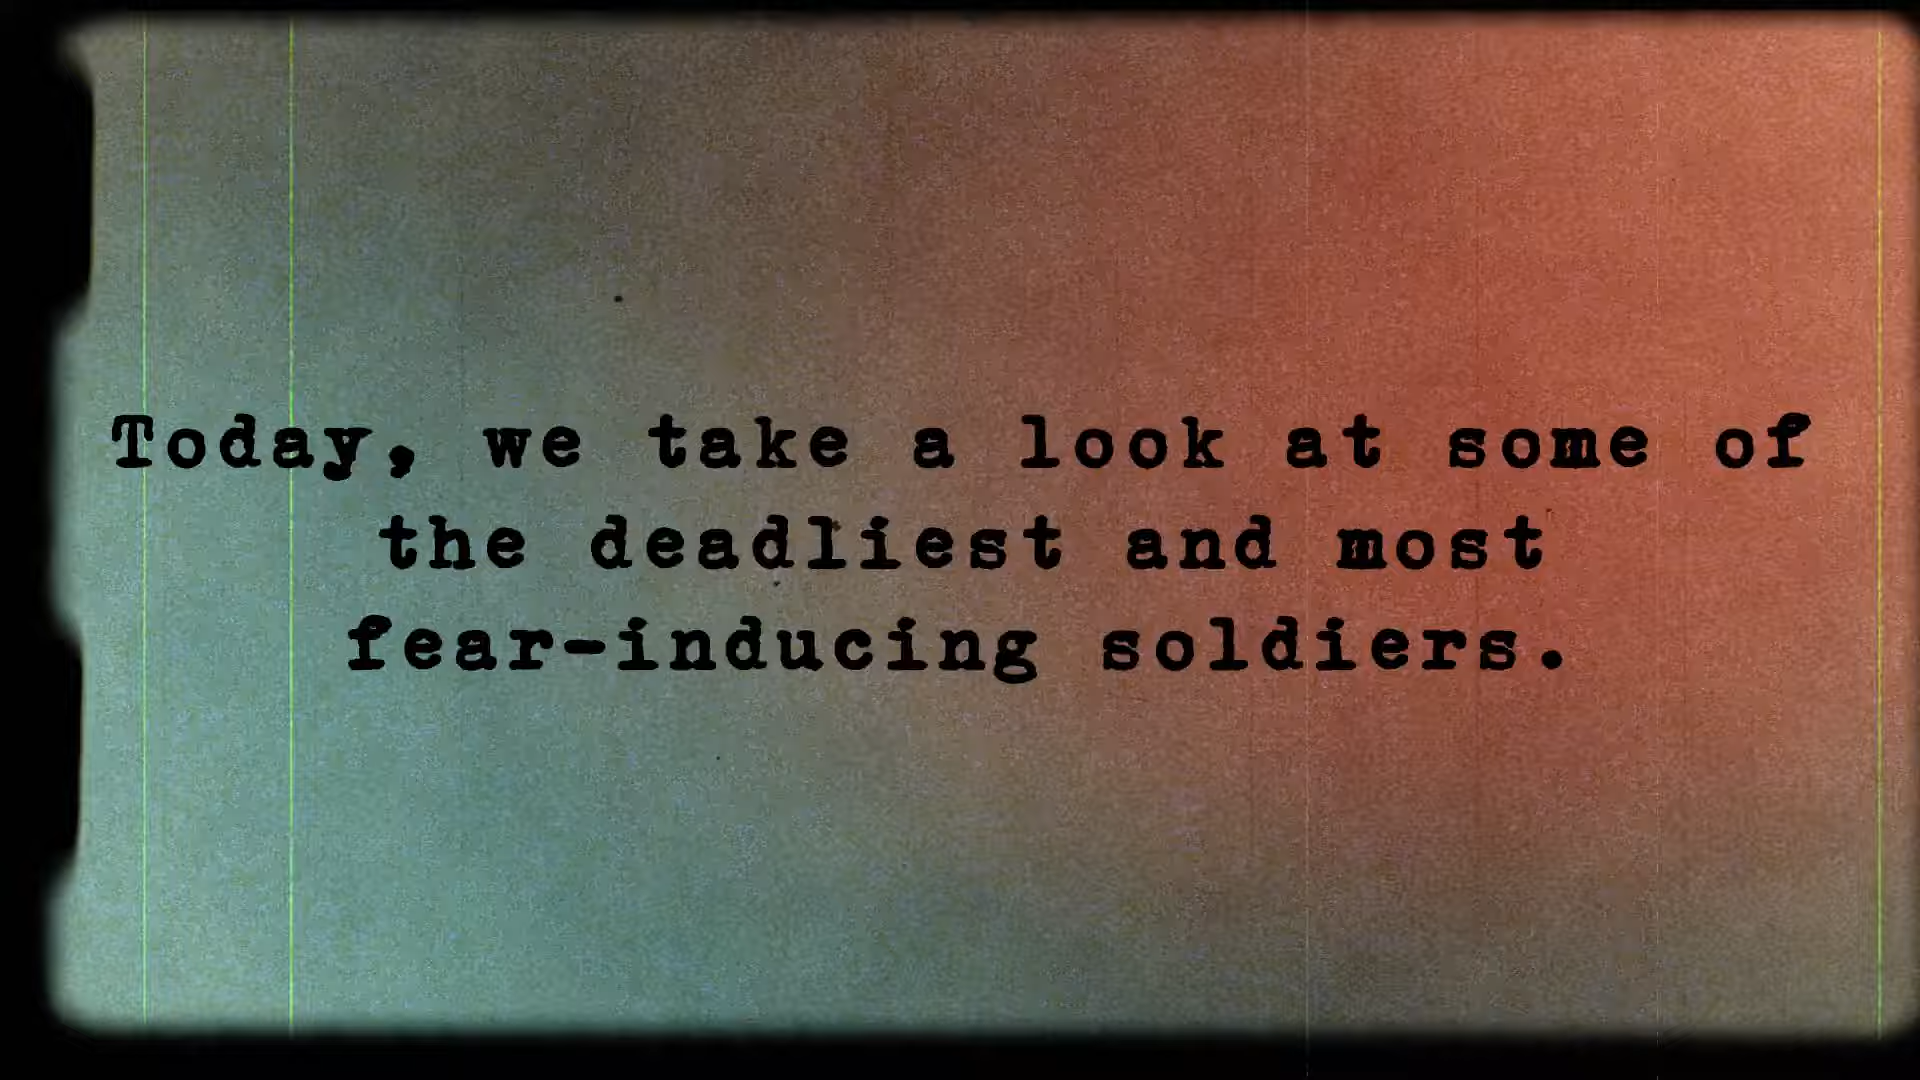 Today, we take a look at some of
the deadliest and most
fear-inducing soldiers.